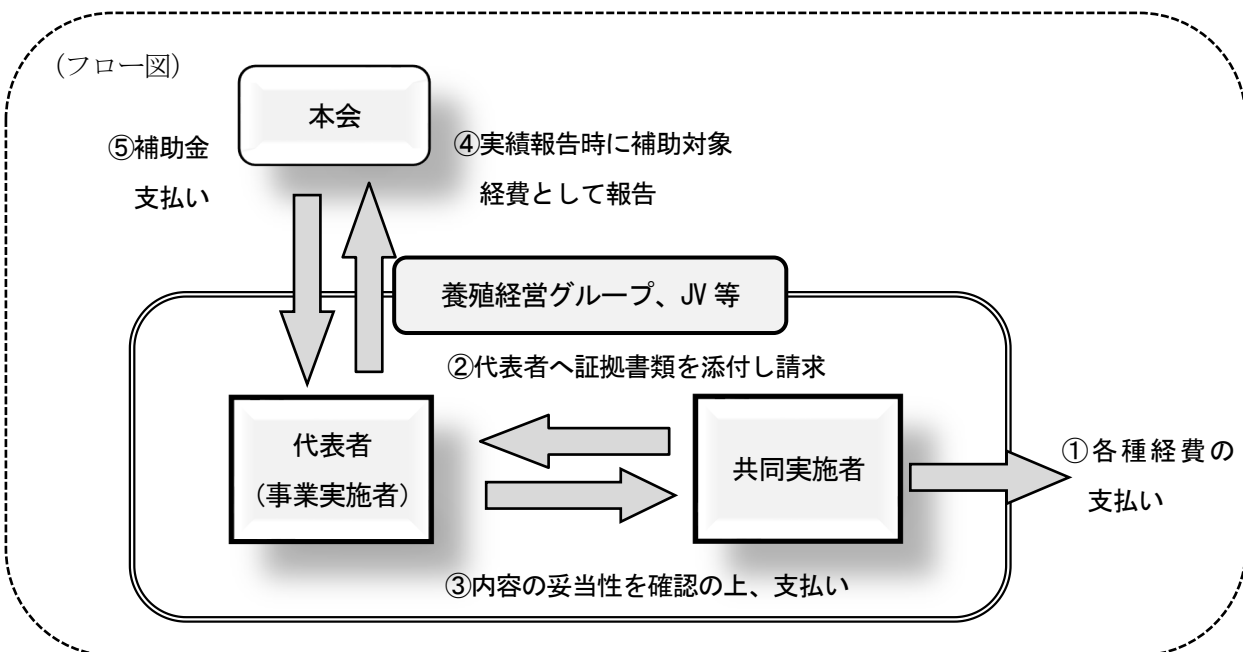 (フロー図)
本会
⑤補助金
支払い
④実績報告時に補助対象
経費として報告
養殖経営グループ、JV 等
②代表者へ証拠書類を添付し請求
代表者
(事業実施者)
共同実施者
①各種経費の
支払い
③内容の妥当性を確認の上、支払い